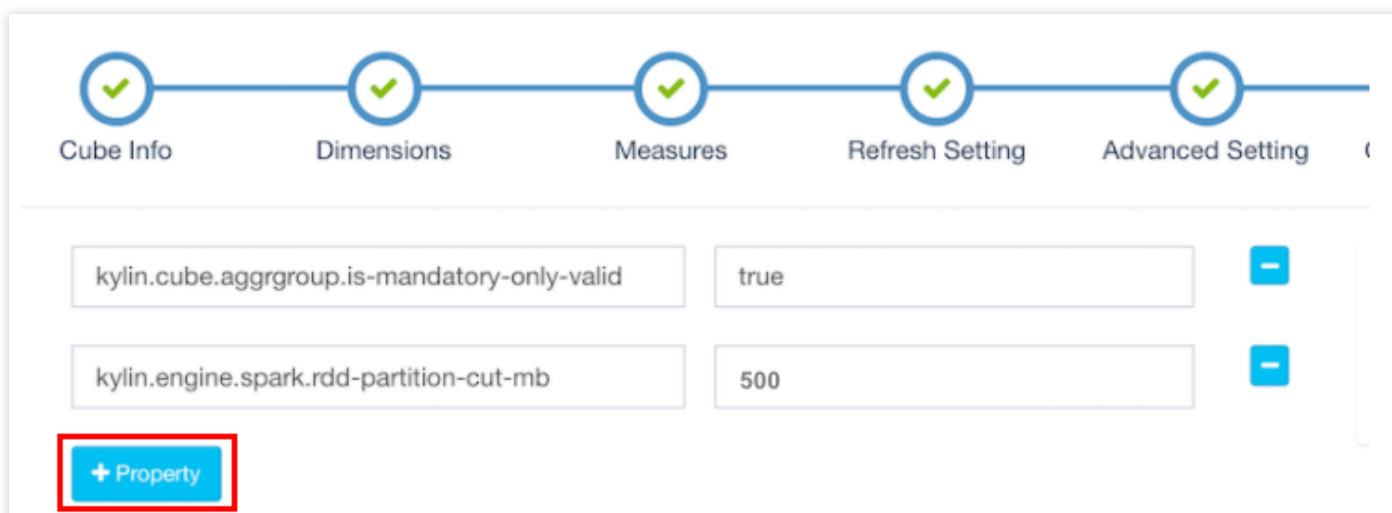 Cube Info Dimensions Measures Refresh Setting Advanced Setting
kylin.cube.aggrgroup.is-mandatory-only-valid true
kylin.engine.spark.rdd-partition-cut-mb 500
+ Property